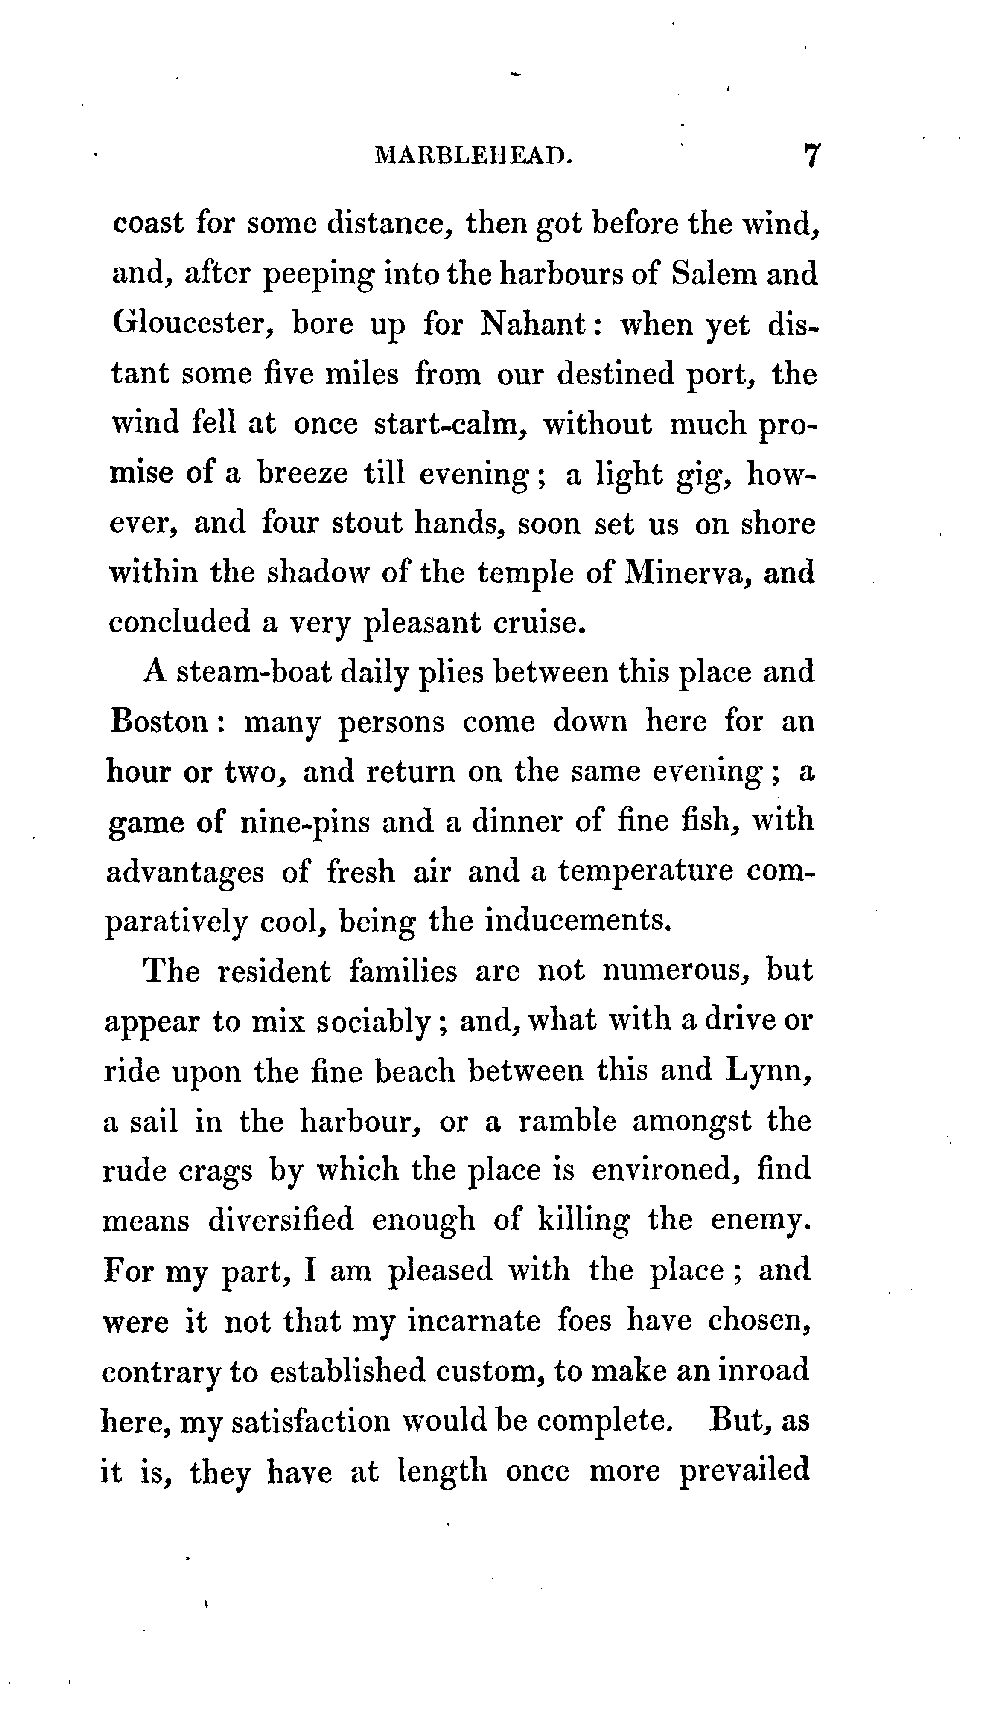 MARBLEHEAD. 7
coast for some distance, then got before the wind,
and, after peeping into the harbours of Salem and
Gloucester, bore up for Nahant: when yet dis-
tant some five miles from our destined port, the
wind fell at once start-calm, without much pro-
mise of a breeze till evening; a light gig, how-
ever, and four stout hands, soon set us on shore
within the shadow of the temple of Minerva, and
concluded a very pleasant cruise.
A steam-boat daily plies between this place and
Boston: many persons come down here for an
hour or two, and return on the same evening; a
game of nine-pins and a dinner of fine fish, with
advantages of fresh air and a temperature com-
paratively cool, being the inducements.
The resident families are not numerous, but
appear to mix sociably; and, what with a drive or
ride upon the fine beach between this and Lynn,
a sail in the harbour, or a ramble amongst the
rude crags by which the place is environed, find
means diversified enough of killing the enemy.
For my part, I am pleased with the place; and
were it not that my incarnate foes have chosen,
contrary to established custom, to make an inroad
here, my satisfaction would be complete. But, as
it is, they have at length once more prevailed